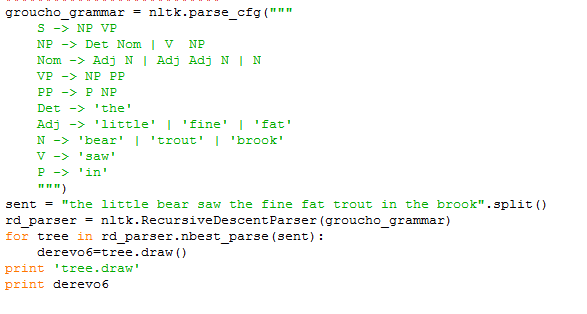 groucho_grammar = nltk.parse_cfg("""
    S -> NP VP
    NP -> Det Nom | V  NP
    Nom -> Adj N | Adj Adj N | N
    VP -> NP PP
    PP -> P NP
    Det -> 'the'
    Adj -> 'little' | 'fine' | 'fat'
    N -> 'bear' | 'trout' | 'brook'
    V -> 'saw'
    P -> 'in'
    """)
sent = "the little bear saw the fine fat trout in the brook".split()
rd_parser = nltk.RecursiveDescentParser(groucho_grammar)
for tree in rd_parser.nbest_parse(sent):
    derevo6=tree.draw()
print 'tree.draw'
print derevo6